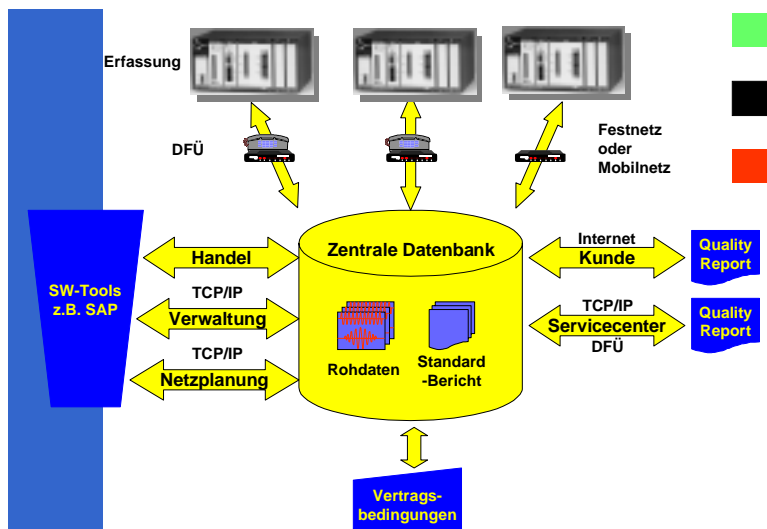 Erfassung
DFÜ
Festnetz
oder
Mobilnetz
Zentrale Datenbank
Handel
TCP/IP
Verwaltung
TCP/IP
Netzplanung
SW-Tools
z.B. SAP
Rohdaten
Standard
-Bericht
Internet
Kunde
TCP/IP
Servicecenter
DFÜ
Quality
Report
Quality
Report
Vertrags-
bedingungen